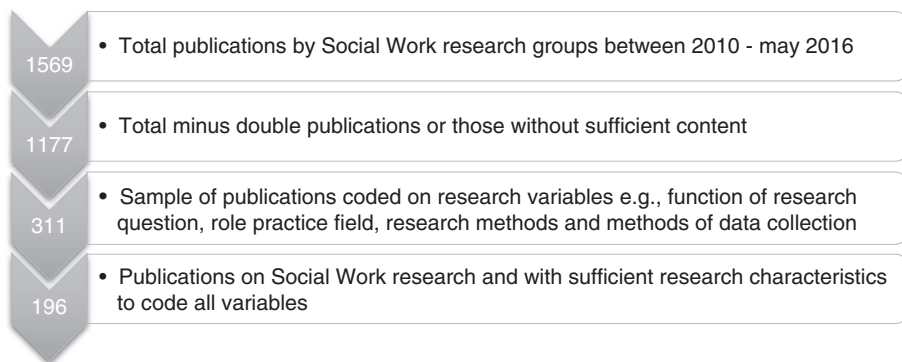 1569
• Total publications by Social Work research groups between 2010 - may 2016
1177
• Total minus double publications or those without sufficient content
311
• Sample of publications coded on research variables e.g., function of research
question, role practice field, research methods and methods of data collection
196
• Publications on Social Work research and with sufficient research characteristics
to code all variables